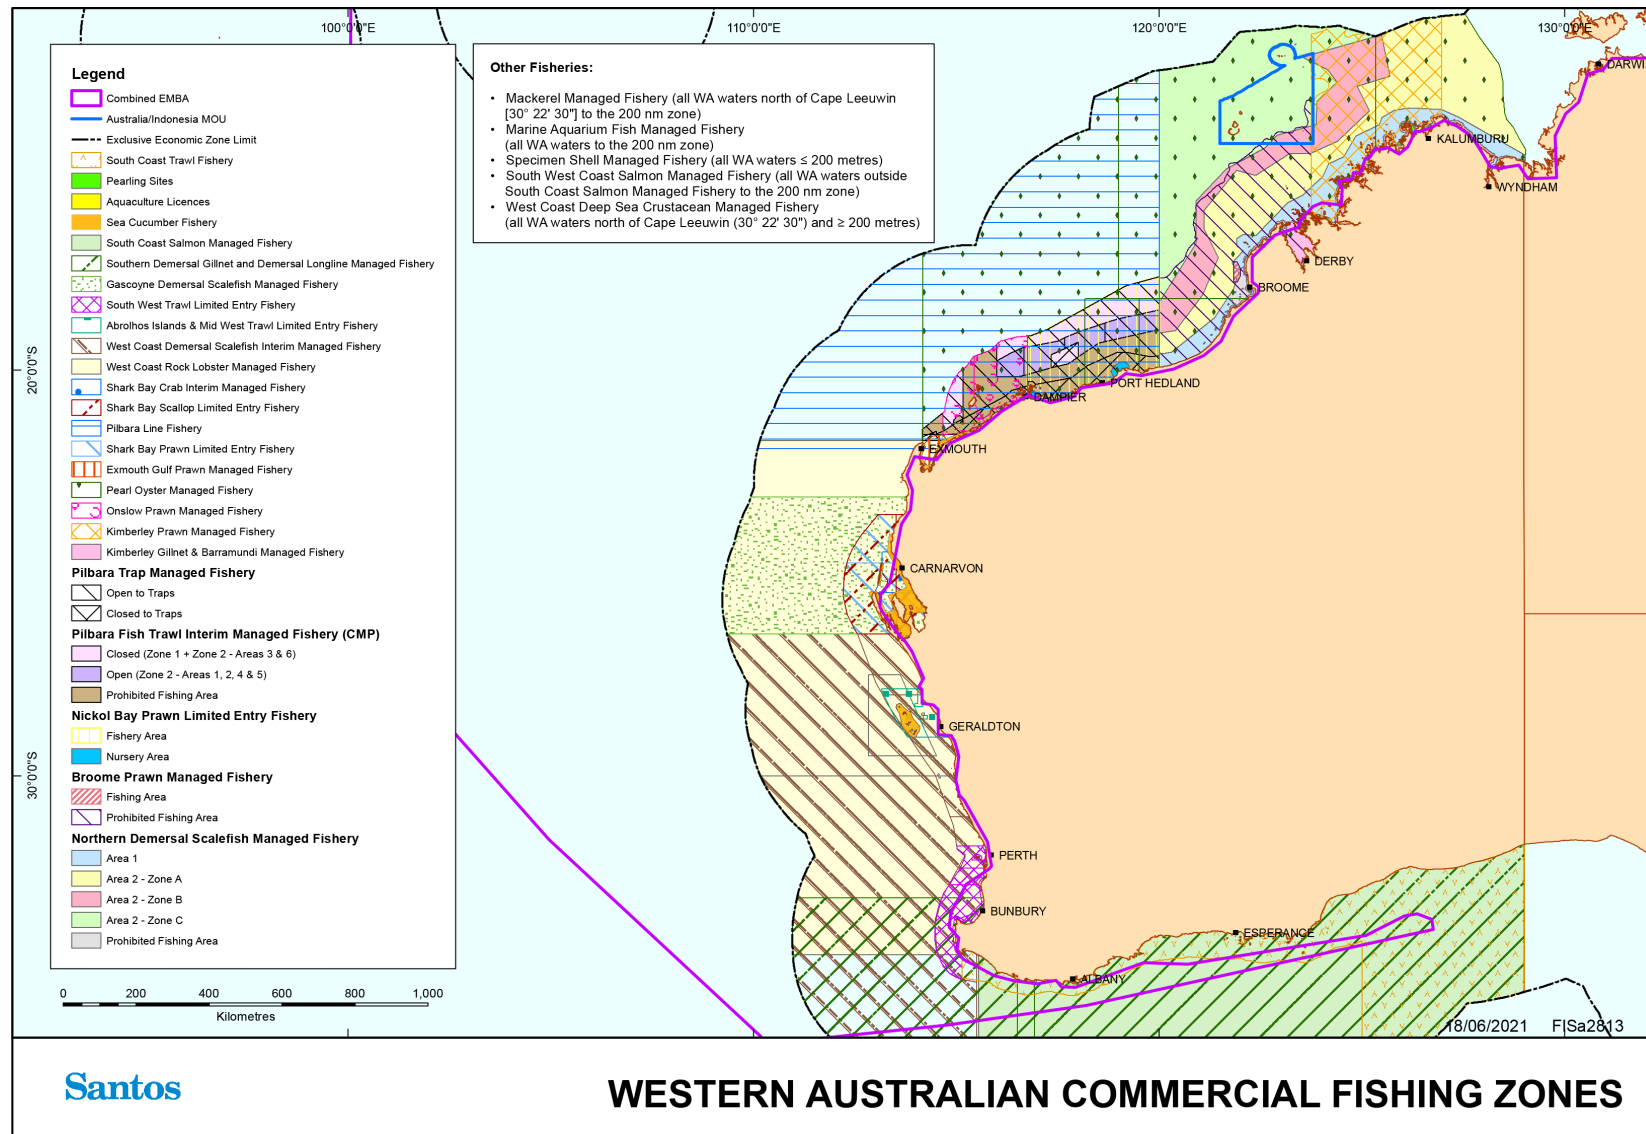 100°0'0"E
110°0'0"E
120°0'0"E
130°0'0"E
Legend
Combined EMBA
Australia/Indonesia MOU
Exclusive Economic Zone Limit
South Coast Trawl Fishery
Pearling Sites
Aquaculture Licences
Sea Cucumber Fishery
South Coast Salmon Managed Fishery
Southern Demersal Gillnet and Demersal Longline Managed Fishery
Gascoyne Demersal Scalefish Managed Fishery
South West Trawl Limited Entry Fishery
Abrolhos Islands & Mid West Trawl Limited Entry Fishery
West Coast Demersal Scalefish Interim Managed Fishery
West Coast Rock Lobster Managed Fishery
Shark Bay Crab Interim Managed Fishery
Shark Bay Scallop Limited Entry Fishery
Pilbara Line Fishery
Shark Bay Prawn Limited Entry Fishery
Exmouth Gulf Prawn Managed Fishery
Pearl Oyster Managed Fishery
Onslow Prawn Managed Fishery
Kimberley Prawn Managed Fishery
Kimberley Gillnet & Barramundi Managed Fishery
Pilbara Trap Managed Fishery
Open to Traps
Closed to Traps
Pilbara Fish Trawl Interim Managed Fishery (CMP)
Closed (Zone 1 + Zone 2 - Areas 3 & 6)
Open (Zone 2 - Areas 1, 2, 4 & 5)
Prohibited Fishing Area
Nickol Bay Prawn Limited Entry Fishery
Fishery Area
Nursery Area
Broome Prawn Managed Fishery
Fishing Area
Prohibited Fishing Area
Northern Demersal Scalefish Managed Fishery
Area 1
Area 2 - Zone A
Area 2 - Zone B
Area 2 - Zone C
Prohibited Fishing Area
Other Fisheries:
• Mackerel Managed Fishery (all WA waters north of Cape Leeuwin
[30° 22' 30"] to the 200 nm zone)
• Marine Aquarium Fish Managed Fishery
(all WA waters to the 200 nm zone)
• Specimen Shell Managed Fishery (all WA waters ≤ 200 metres)
• South West Coast Salmon Managed Fishery (all WA waters outside
South Coast Salmon Managed Fishery to the 200 nm zone)
• West Coast Deep Sea Crustacean Managed Fishery
(all WA waters north of Cape Leeuwin (30° 22' 30") and ≥ 200 metres)
DARWI
KALUMBURU
WYNDHAM
DERBY
BROOME
PORT HEDLAND
DAMPIER
EXMOUTH
CARNARVON
GERALDTON
PERTH
BUNBURY
ESPERANCE
ALBANY
20°0'0"S
30°0'0"S
0 200 400 600 800 1,000
Kilometres
18/06/2021 FISa2813
Santos
WESTERN AUSTRALIAN COMMERCIAL FISHING ZONES